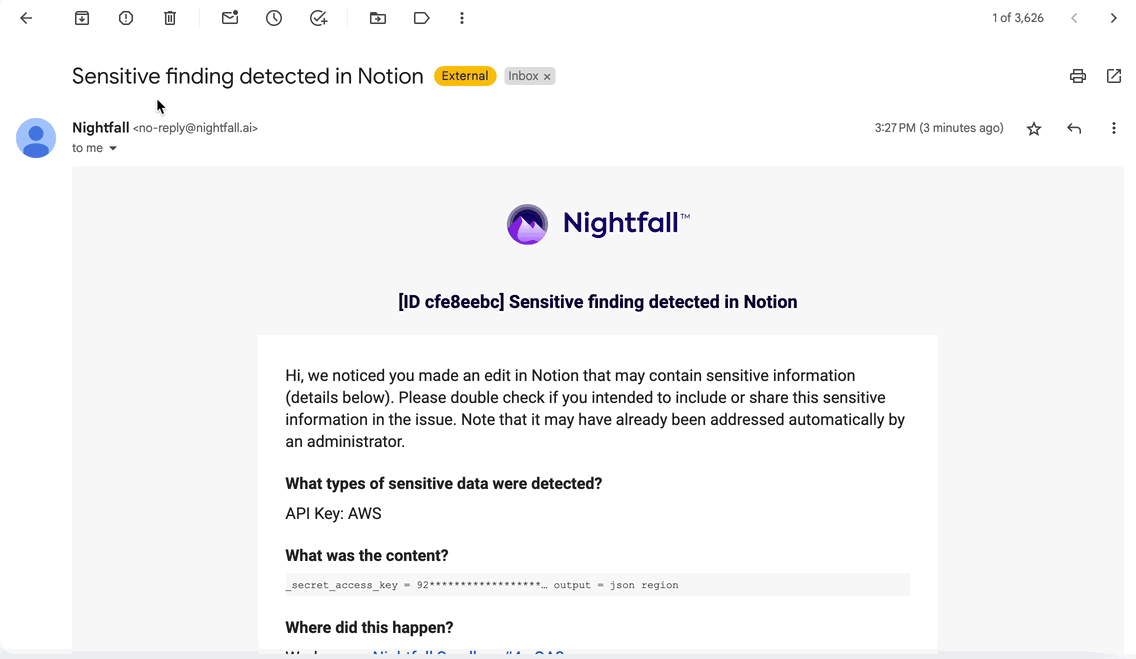 1 of 3,626
Sensitive finding detected in Notion External Inbox ×
Nightfall <no-reply@nightfall.ai> 3:27 PM (3 minutes ago)
to me
Nightfall™
[ID cfe8eebc] Sensitive finding detected in Notion
Hi, we noticed you made an edit in Notion that may contain sensitive information
(details below). Please double check if you intended to include or share this sensitive
information in the issue. Note that it may have already been addressed automatically by
an administrator.
What types of sensitive data were detected?
API Key: AWS
What was the content?
_secret_access_key = 92******************… output = json region
Where did this happen?